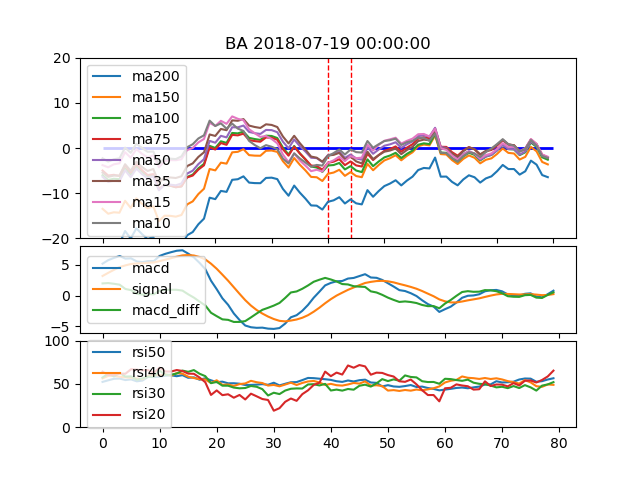 BA 2018-07-19 00:00:00
20
10
0
−10
−20
ma200
ma150
ma100
ma75
ma50
ma35
ma15
ma10
5
0
−5
macd
signal
macd_diff
100
50
0
rsi50
rsi40
rsi30
rsi20
0 10 20 30 40 50 60 70 80